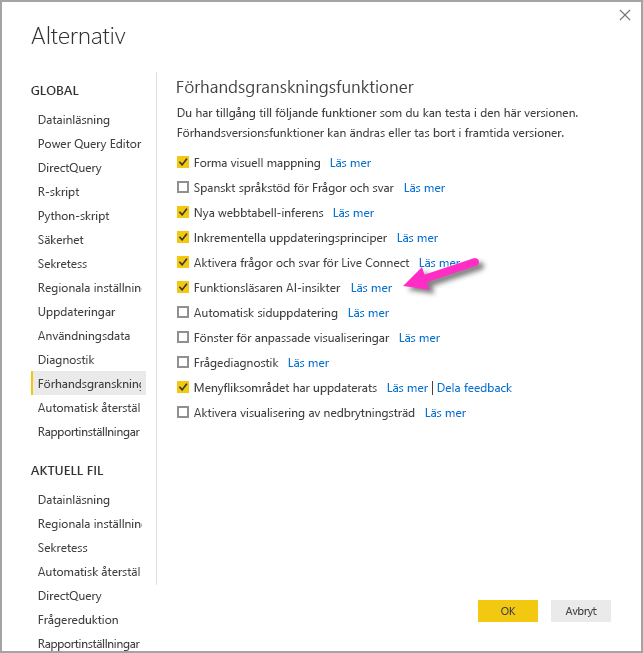 Alternativ
GLOBAL
Datainläsning
Power Query Editor
DirectQuery
R-skript
Python-skript
Säkerhet
Sekretess
Regionala inställnin
Uppdateringar
Användningsdata
Diagnostik
Förhandsgranskning
Automatisk återstäl
Rapportinställningar
AKTUELL FIL
Datainläsning
Regionala inställnin
Sekretess
Automatisk återstäl
DirectQuery
Frågereduktion
Rapportinställningar
Förhandsgranskningsfunktioner
Du har tillgång till följande funktioner som du kan testa i den här versionen.
Förhandsversionsfunktioner kan ändras eller tas bort i framtida versioner.
Forma visuell mappning Läs mer
Spanskt språkstöd för Frågor och svar Läs mer
Nya webbtabell-inferens Läs mer
Inkrementella uppdateringsprinciper Läs mer
Aktivera frågor och svar för Live Connect Läs mer
Funktionsläsaren AI-insikter Läs mer
Automatisk siduppdatering Läs mer
Fönster för anpassade visualiseringar Läs mer
Frågediagnostik Läs mer
Menyfliksområdet har uppdaterats Läs mer | Dela feedback
Aktivera visualisering av nedbrytningsträd Läs mer
OK
Avbryt